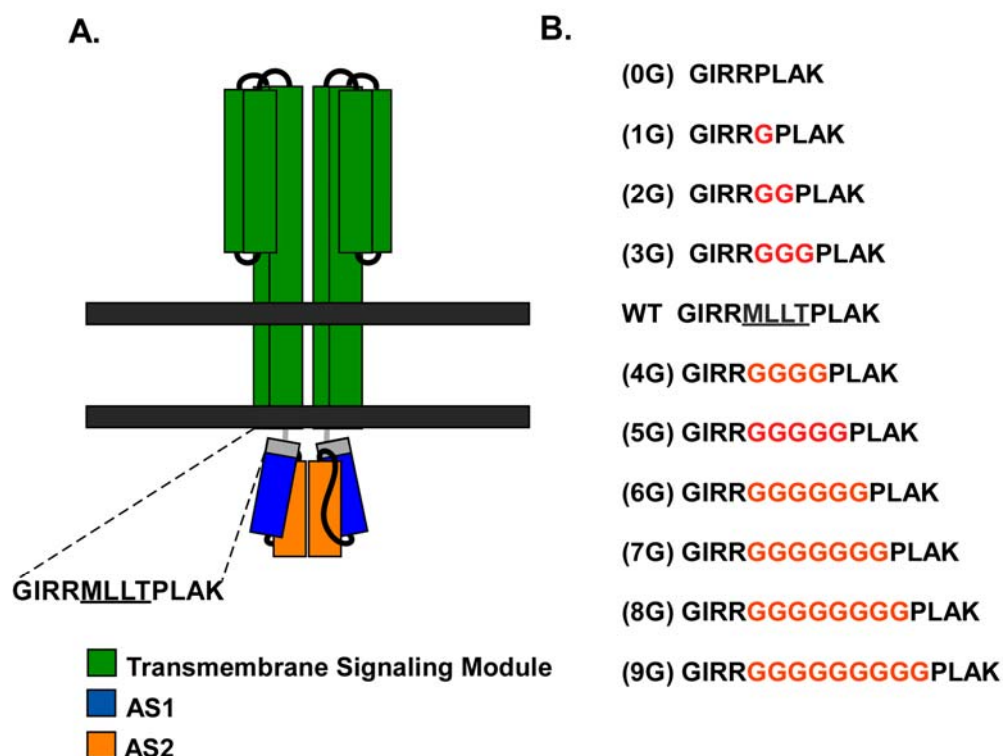 A.
GIRRMLLTPLAK
Transmembrane Signaling Module
AS1
AS2
B.
(0G) GIRRPLAK
(1G) GIRRGPLAK
(2G) GIRRGGPLAK
(3G) GIRRGGGPLAK
WT GIRRMLLTPLAK
(4G) GIRRGGGGPLAK
(5G) GIRRGGGGGPLAK
(6G) GIRRGGGGGGPLAK
(7G) GIRRGGGGGGGPLAK
(8G) GIRRGGGGGGGGPLAK
(9G) GIRRGGGGGGGGGPLAK